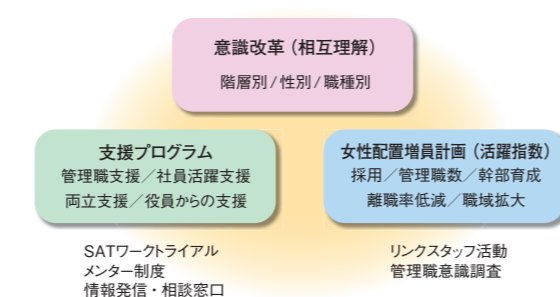 意識改革（相互理解）
階層別/性別/職種別
支援プログラム
管理職支援／社員活躍支援
両立支援／役員からの支援
女性配置増員計画（活躍指数）
採用／管理職数／幹部育成
離職率低減／職域拡大
SATワークトライアル
メンター制度
情報発信・相談窓口
リンクスタッフ活動
管理職意識調査